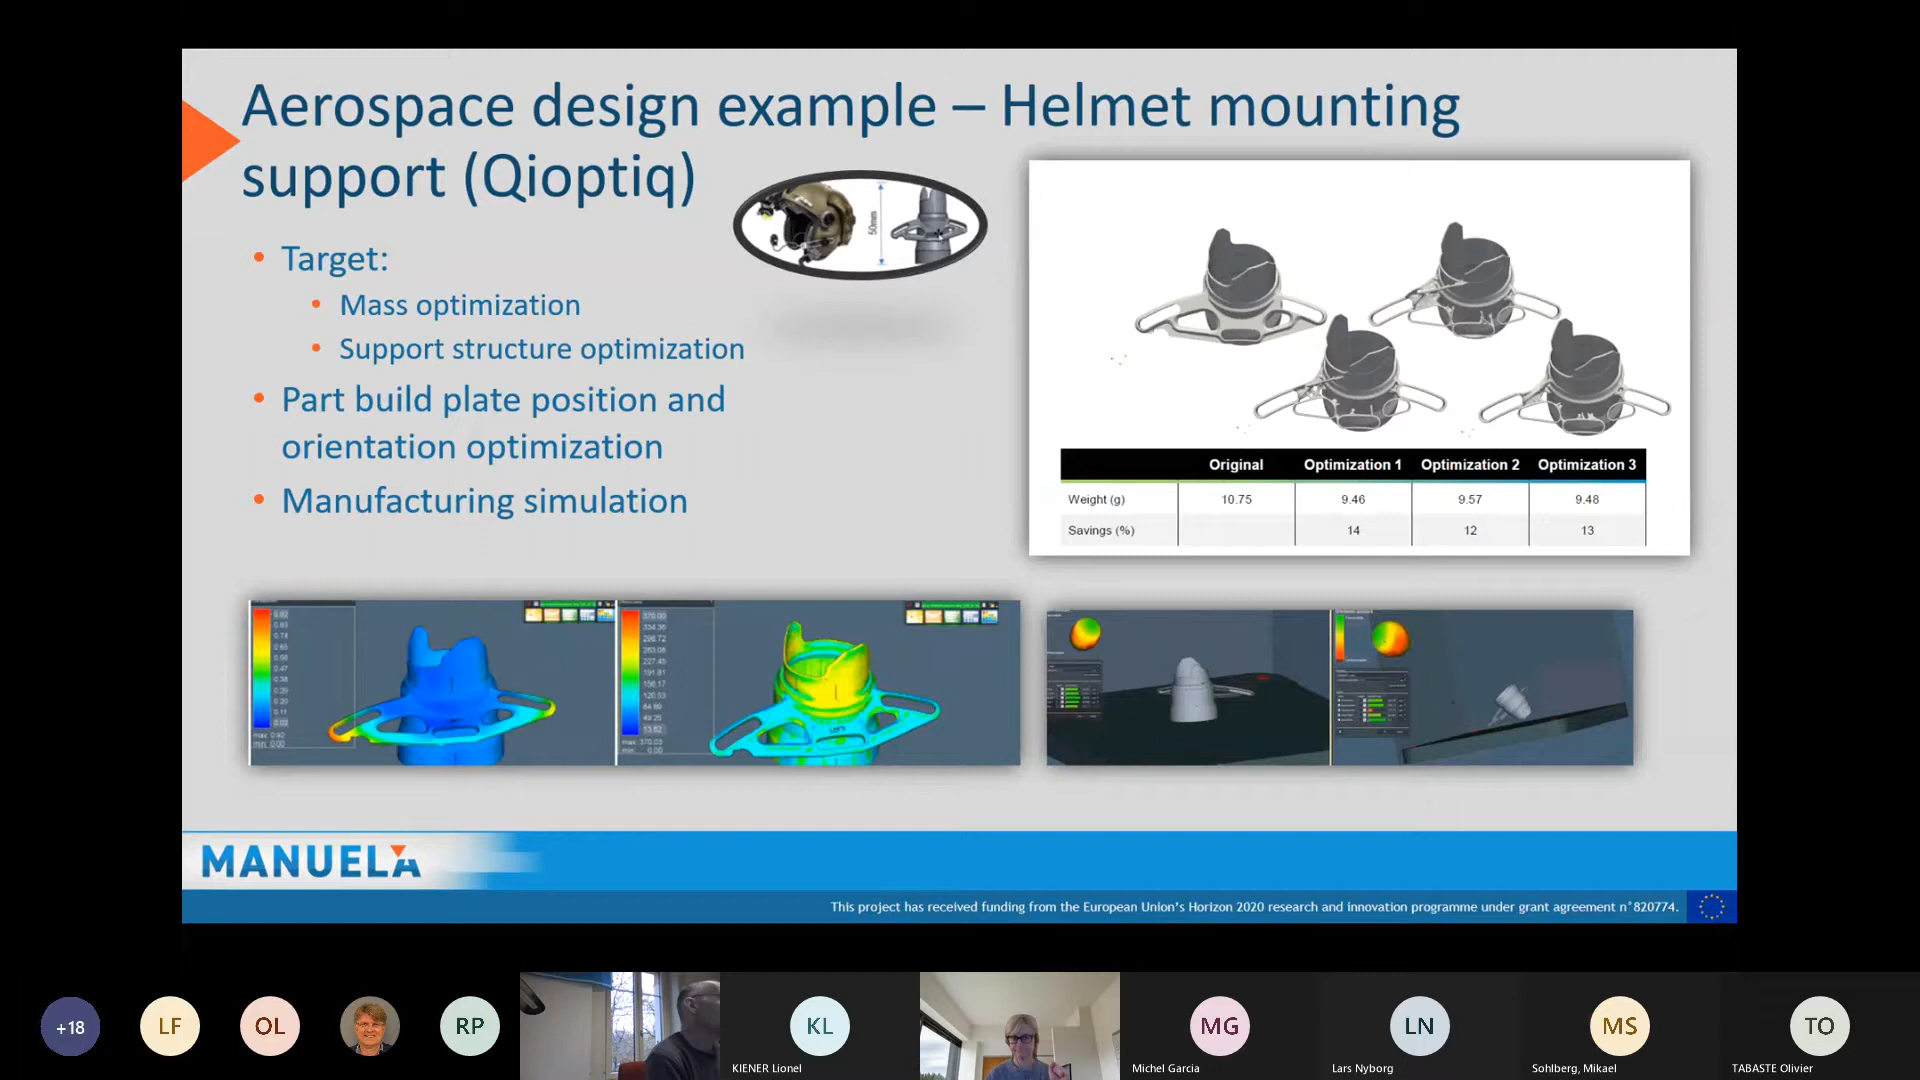 Aerospace design example – Helmet mounting
support (Qioptiq)
50mm
• Target:
• Mass optimization
• Support structure optimization
• Part build plate position and
orientation optimization
• Manufacturing simulation
Original Optimization 1 Optimization 2 Optimization 3
Weight (g) 10.75 9.46 9.57 9.48
Savings (%) 14 12 13
LEFT
MANUELA
This project has received funding from the European Union's Horizon 2020 research and innovation programme under grant agreement n°820774.
+18
LF
OL
RP
KL
KIENER Lionel
MG
Michel Garcia
LN
Lars Nyborg
MS
Sohlberg, Mikael
TO
TABASTE Olivier